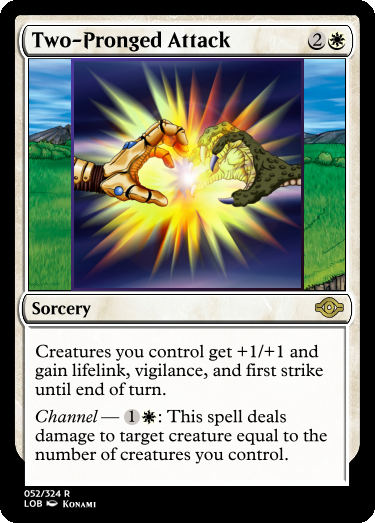 Two-Pronged Attack 2
Sorcery
Creatures you control get +1/+1 and
gain lifelink, vigilance, and first strike
until end of turn.
Channel — 1: This spell deals
damage to target creature equal to the
number of creatures you control.
052/324 R
LOB Konami